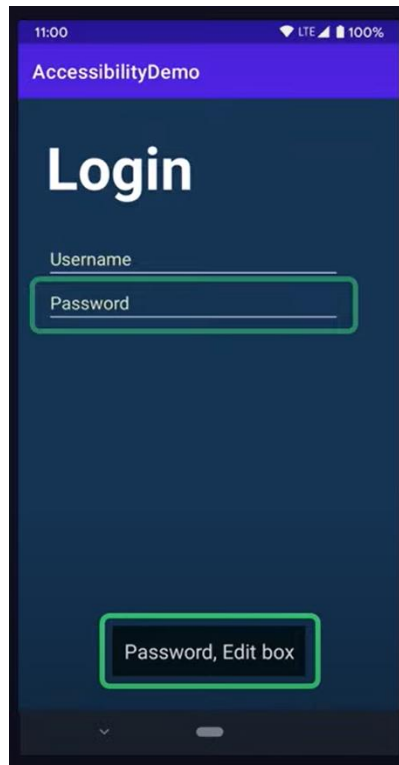 11:00 LTE 100%
AccessibilityDemo
Login
Username
Password
Password, Edit box